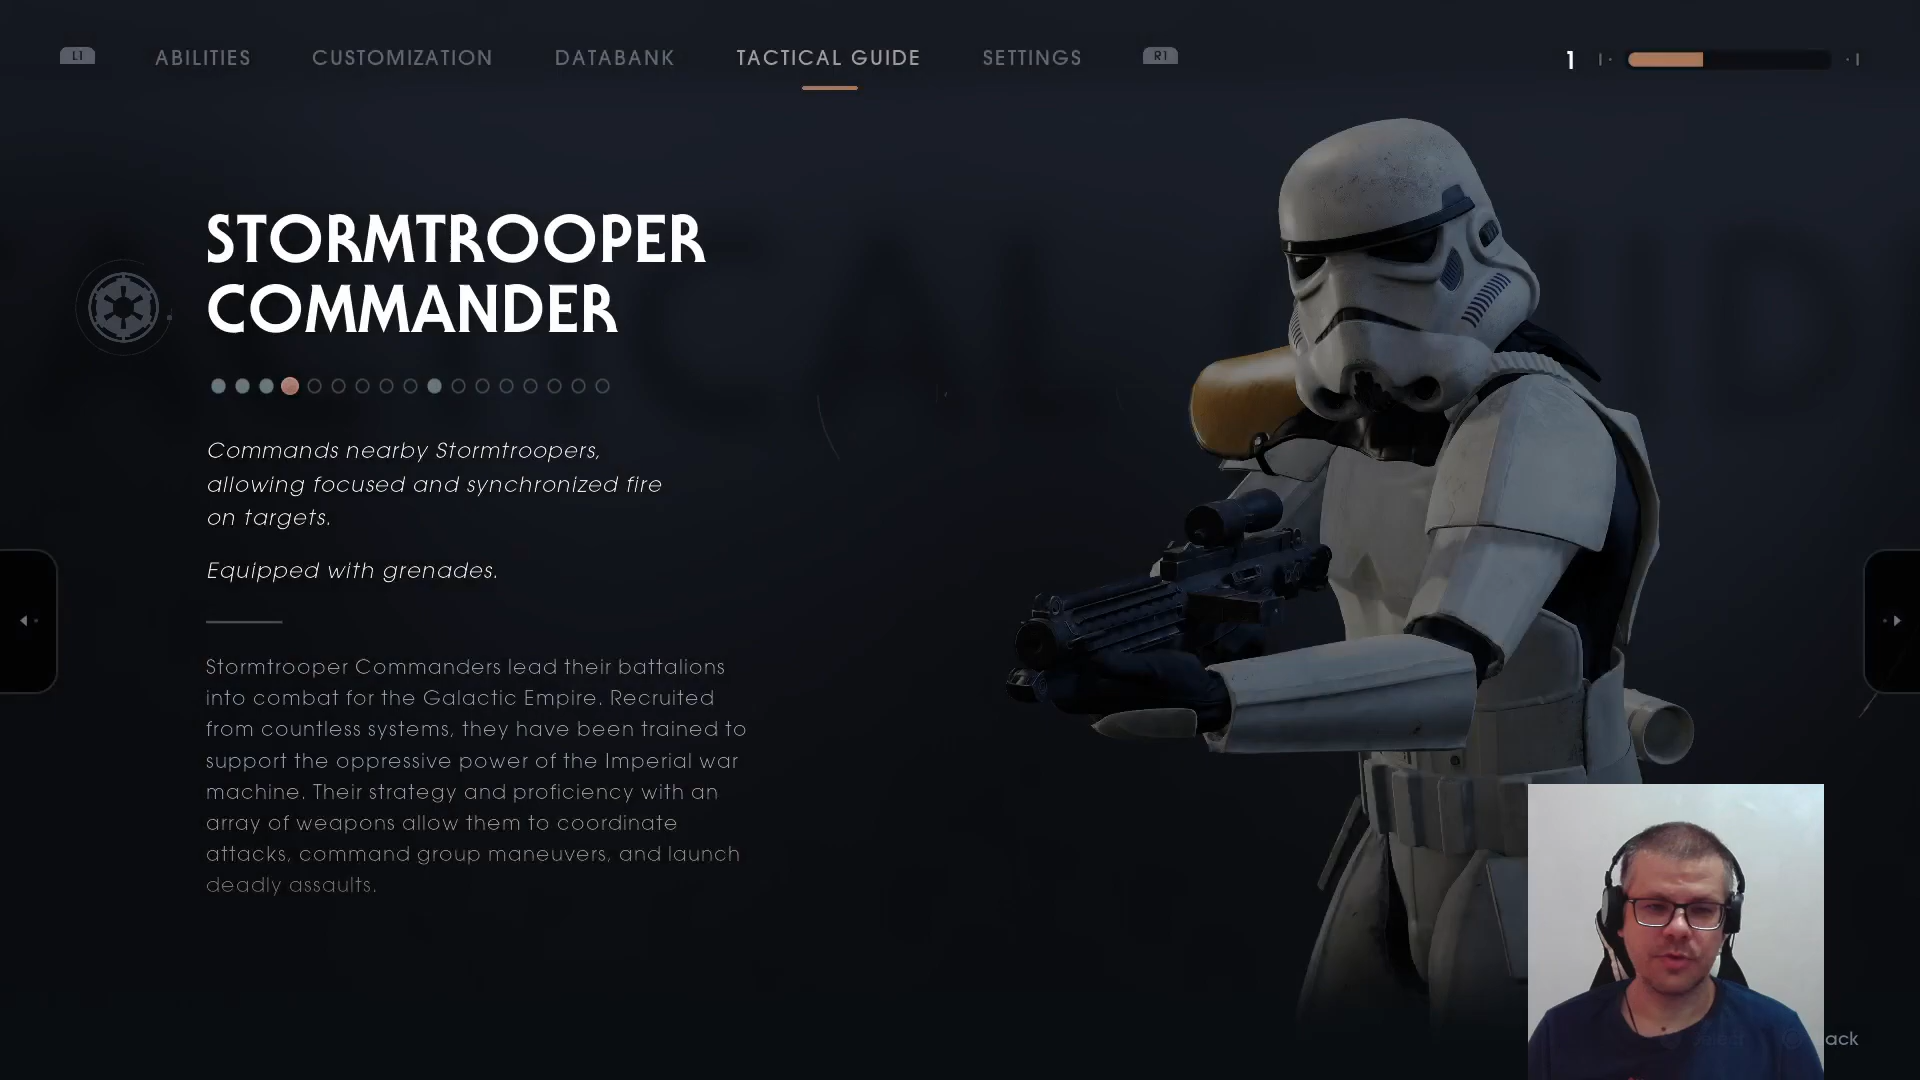 L1 ABILITIES CUSTOMIZATION DATABANK TACTICAL GUIDE SETTINGS R1 1
STORMTROOPER
COMMANDER
Commands nearby Stormtroopers,
allowing focused and synchronized fire
on targets.
Equipped with grenades.
Stormtrooper Commanders lead their battalions
into combat for the Galactic Empire. Recruited
from countless systems, they have been trained to
support the oppressive power of the Imperial war
machine. Their strategy and proficiency with an
array of weapons allow them to coordinate
attacks, command group maneuvers, and launch
deadly assaults.
Select ack